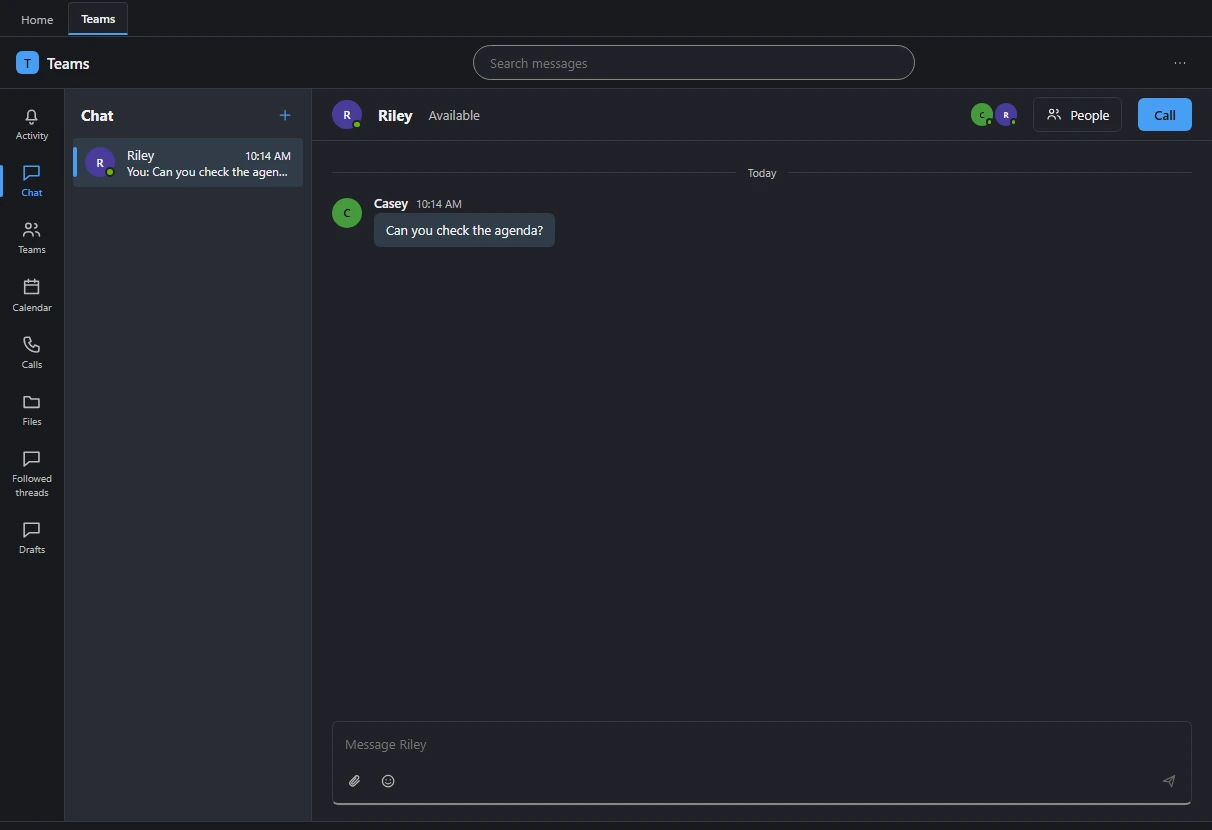 Home
Teams
T Teams
Search messages
...
Activity
Chat
Teams
Calendar
Calls
Files
Followed
threads
Drafts
Chat
R Riley 10:14 AM
You: Can you check the agen...
R Riley Available
C R People Call
Today
C Casey 10:14 AM
Can you check the agenda?
Message Riley